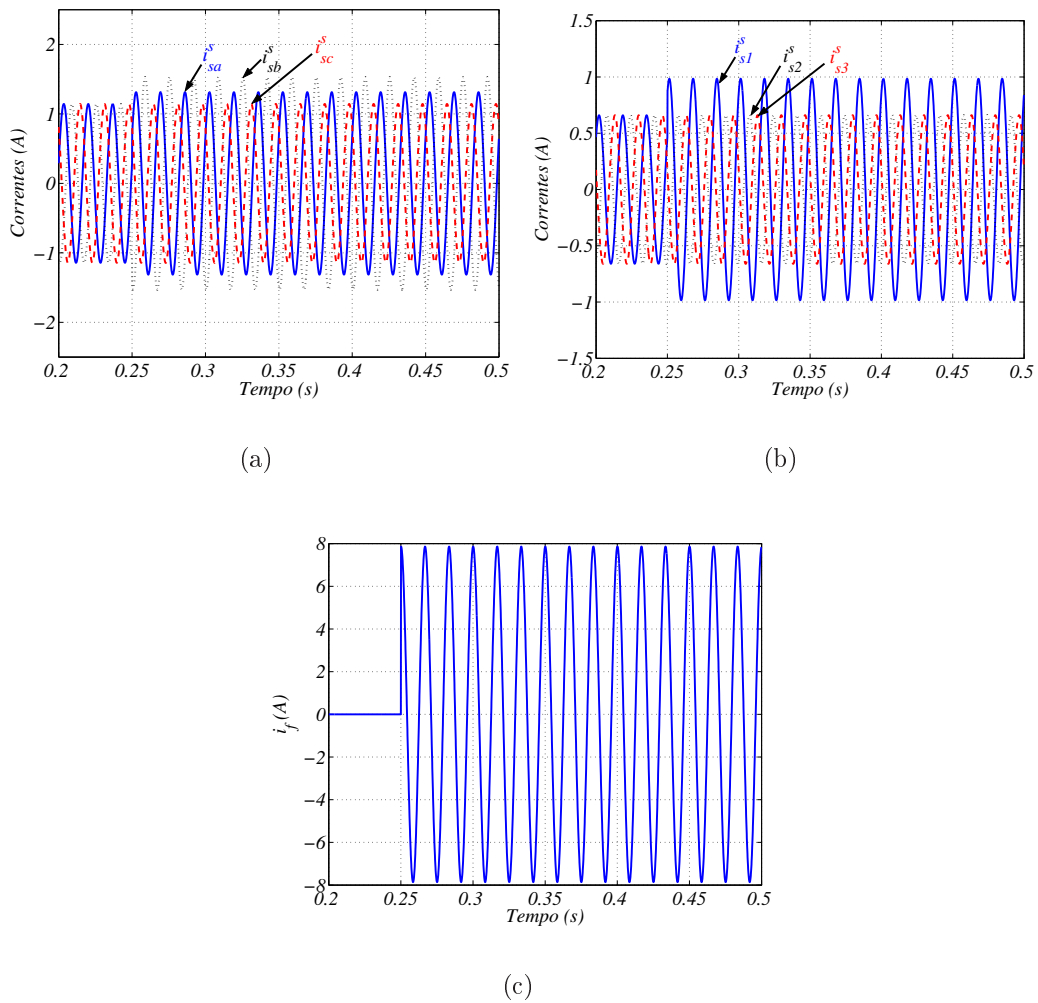 2
1
0
−1
−2
0.2
0.25
0.3
0.35
0.4
0.45
0.5
Correntes (A)
Tempo (s)
i^s_sa
i^s_sb
i^s_sc
(a)
1.5
1
0.5
0
−0.5
−1
−1.5
0.2
0.25
0.3
0.35
0.4
0.45
0.5
Correntes (A)
Tempo (s)
i^s_s1
i^s_s2
i^s_s3
(b)
8
6
4
2
0
−2
−4
−6
−8
0.2
0.25
0.3
0.35
0.4
0.45
0.5
i_f (A)
Tempo (s)
(c)